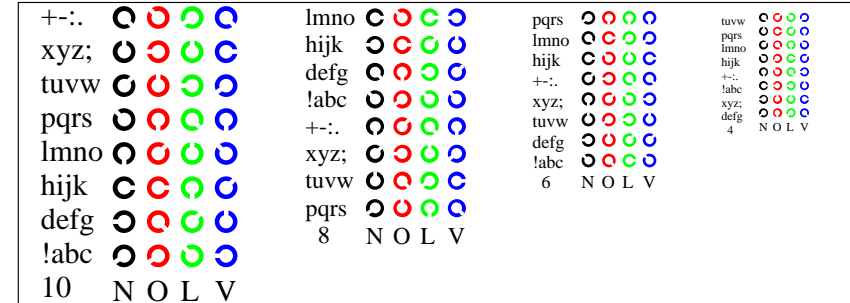 +-:.
xyz;
tuvw
pqrs
lmno
hijk
defg
!abc
10 N O L V
lmno
hijk
defg
!abc
+-:.
xyz;
tuvw
pqrs
8 N O L V
pqrs
lmno
hijk
+-:.
xyz;
tuvw
defg
!abc
6 N O L V
tuvw
pqrs
lmno
hijk
+-:.
!abc
xyz;
defg
4 N O L V